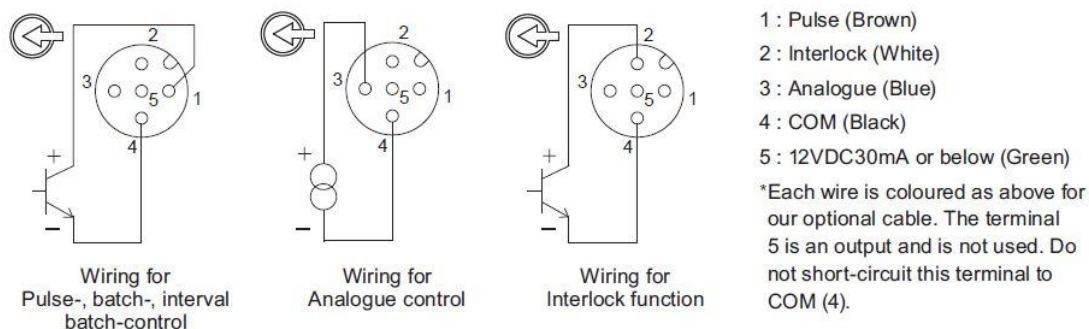 2
3
5
1
4
+
−
Wiring for
Pulse-, batch-, interval
batch-control
2
3
5
1
4
+
−
Wiring for
Analogue control
2
3
5
1
4
+
−
Wiring for
Interlock function
1 : Pulse (Brown)
2 : Interlock (White)
3 : Analogue (Blue)
4 : COM (Black)
5 : 12VDC30mA or below (Green)
*Each wire is coloured as above for
our optional cable. The terminal
5 is an output and is not used. Do
not short-circuit this terminal to
COM (4).